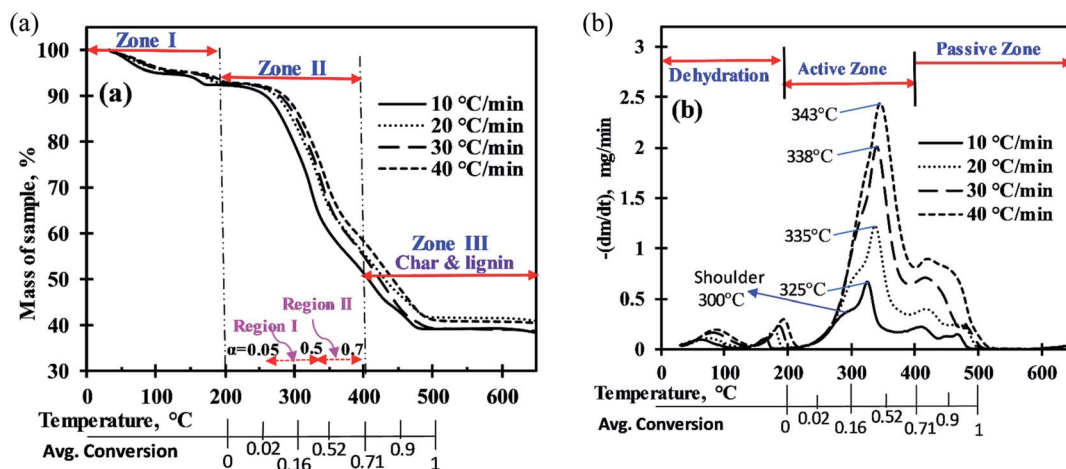 (a)
100
90
80
70
60
50
40
30
Mass of sample, %
Zone I
Zone II
(a)
10 °C/min
20 °C/min
30 °C/min
40 °C/min
Zone III
Char & lignin
Region II
Region I
α=0.05 0.5 0.7
0 100 200 300 400 500 600
Temperature, °C
Avg. Conversion
0 0.02 0.16 0.52 0.71 0.9 1
(b)
3
2.5
2
1.5
1
0.5
0
-(dm/dt), mg/min
Passive Zone
Dehydration
Active Zone
(b)
343°C
338°C
335°C
325°C
Shoulder
300°C
10 °C/min
20 °C/min
30 °C/min
40 °C/min
0 100 200 300 400 500 600
Temperature, °C
Avg. Conversion
0 0.02 0.16 0.52 0.71 0.9 1